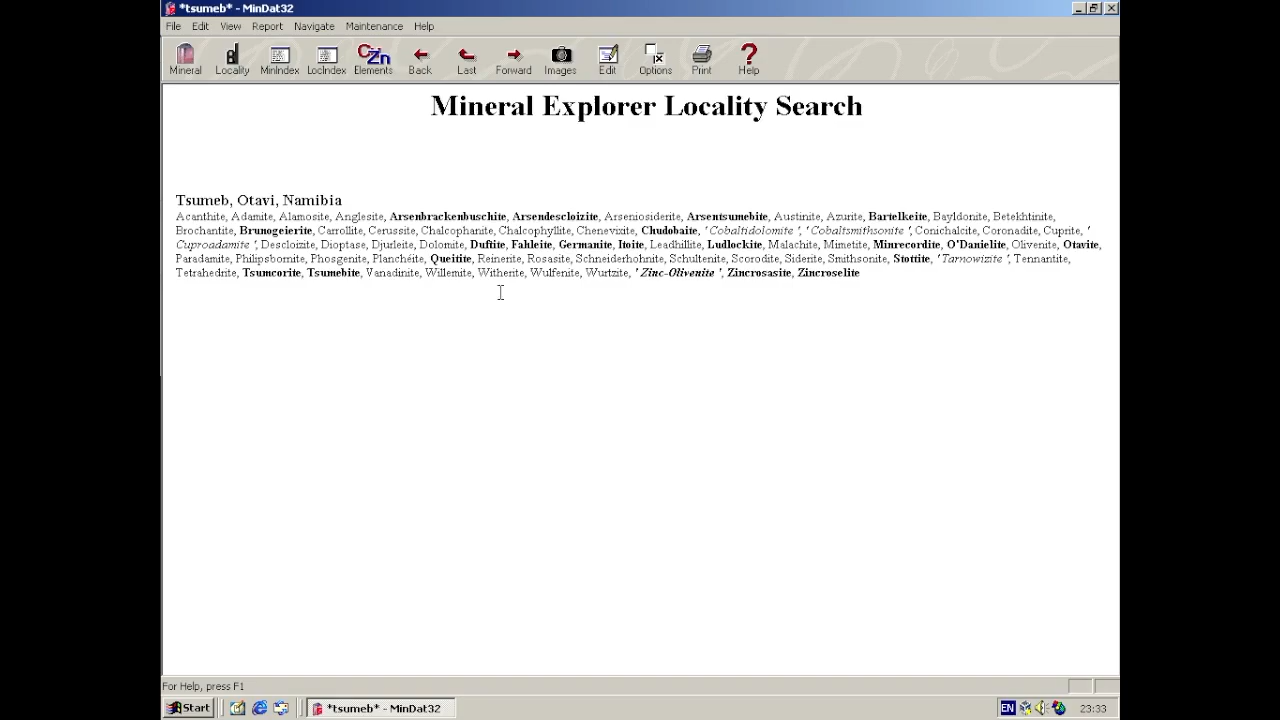 *tsumeb* - MinDat32
File Edit View Report Navigate Maintenance Help
Mineral Locality MinIndex LocIndex Elements Back Last Forward Images Edit Options Print Help
Mineral Explorer Locality Search
Tsumeb, Otavi, Namibia
Acanthite, Adamite, Alamosite, Anglesite, Arsenbrackenbuschite, Arsendescloizite, Arseniosiderite, Arsentsumebite, Austinite, Azurite, Bartelkeite, Bayldonite, Betekhtinite,
Brochantite, Brunogeierite, Carrollite, Cerussite, Chalcophanite, Chalcophyllite, Chenevixite, Chudobaite, ' Cobaltidolomite ', ' Cobaltsmithsonite ', Conichalcite, Coronadite, Cuprite, '
Cuproadamite ', Descloizite, Dioptase, Djurleite, Dolomite, Duftite, Fahleite, Germanite, Itoite, Leadhillite, Ludlockite, Malachite, Mimetite, Minrecordite, O'Danielite, Olivenite, Otavite,
Paradamite, Philipsbornite, Phosgenite, Planchéite, Queitite, Reinerite, Rosasite, Schneiderhohnite, Schultenite, Scorodite, Siderite, Smithsonite, Stottite, ' Tarnowizite ', Tennantite,
Tetrahedrite, Tsumcorite, Tsumebite, Vanadinite, Willemite, Witherite, Wulfenite, Wurtzite, ' Zinc-Olivenite ', Zincrosasite, Zincroselite
For Help, press F1
Start *tsumeb* - MinDat32 EN 23:33